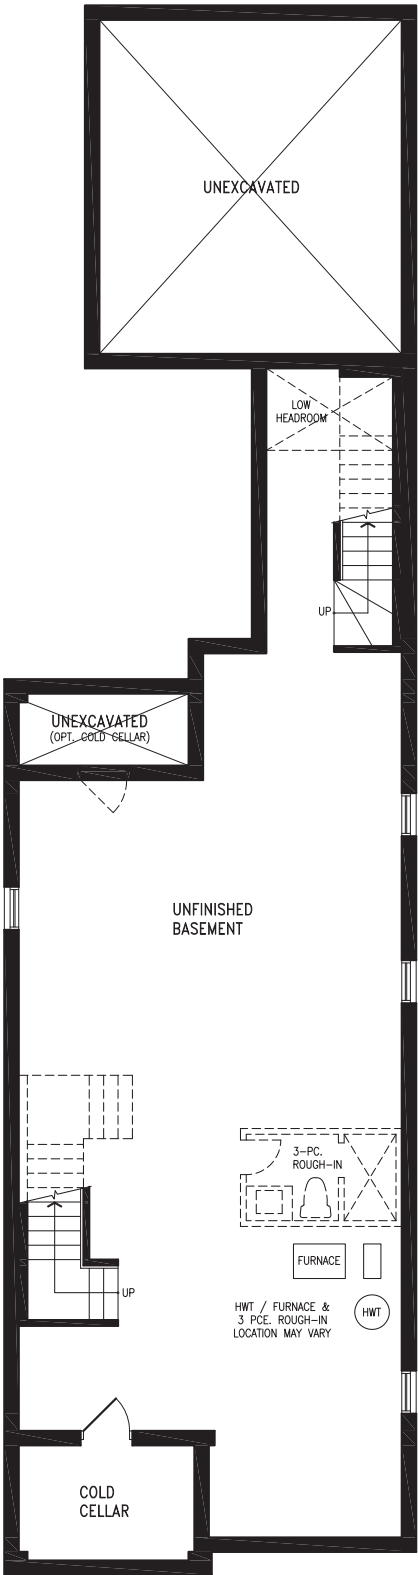 UNEXCAVATED
LOW
HEADROOM
UP
UNEXCAVATED
(OPT. COLD CELLAR)
UNFINISHED
BASEMENT
3-PC.
ROUGH-IN
FURNACE
UP
HWT / FURNACE &
3 PCE. ROUGH-IN
LOCATION MAY VARY
HWT
COLD
CELLAR